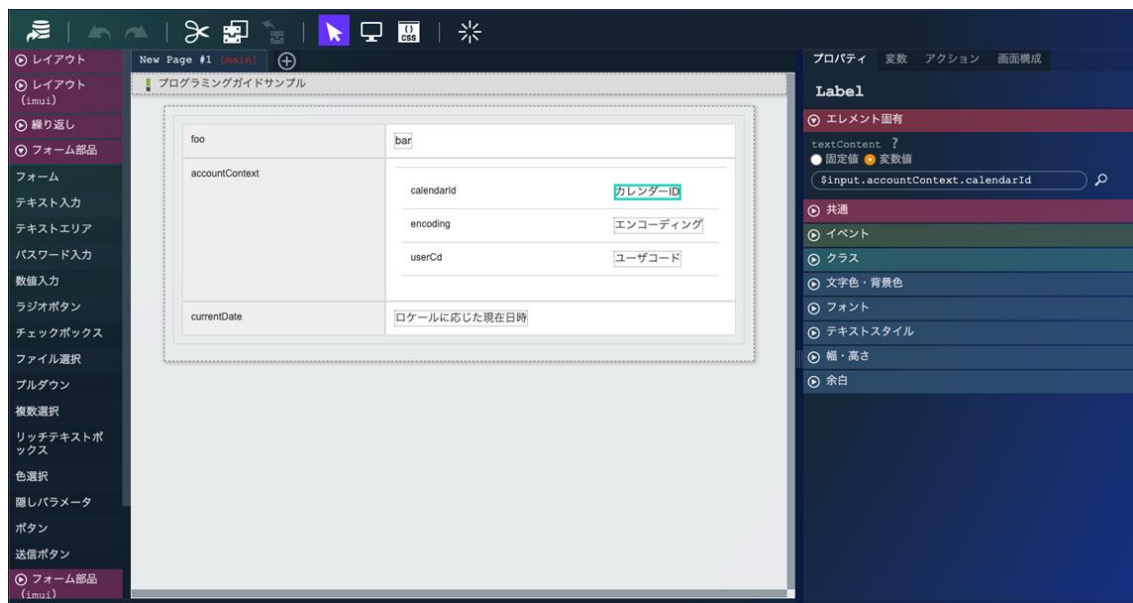 () CSS
プロパティ 変数 アクション 画面構成
レイアウト
New Page #1 [main]
Label
レイアウト
(imui)
プログラミングガイドサンプル
繰り返し
エレメント固有
フォーム部品
foo
bar
textContent ?
固定値 変数値
フォーム
accountContext
calendarId
カレンダーID
$input.accountContext.calendarId
テキスト入力
共通
テキストエリア
encoding
エンコーディング
イベント
パスワード入力
userCd
ユーザコード
クラス
数値入力
文字色・背景色
ラジオボタン
currentDate
ロケールに応じた現在日時
フォント
チェックボックス
テキストスタイル
ファイル選択
幅・高さ
プルダウン
余白
複数選択
リッチテキストボ
ックス
色選択
隠しパラメータ
ボタン
送信ボタン
フォーム部品
(imui)